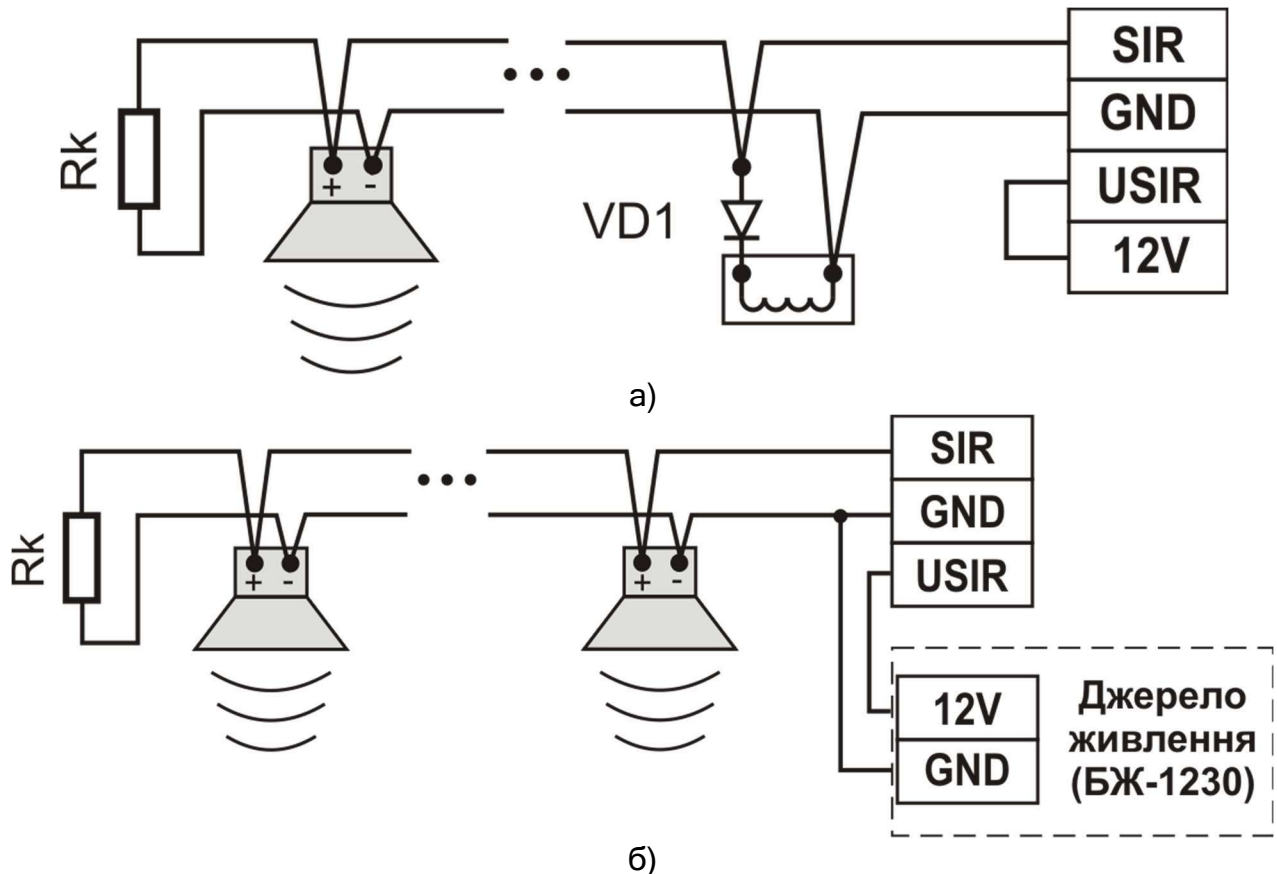 SIR
GND
USIR
12V
Rk
+ -
VD1
а)
SIR
GND
USIR
Rk
+ -
+ -
12V
GND
Джерело
живлення
(БЖ-1230)
б)